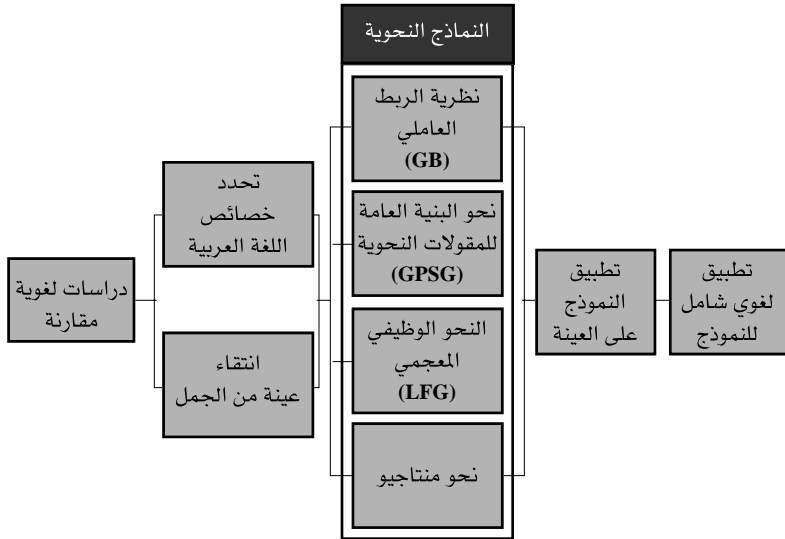 النماذج النحوية
نظرية الربط
العاملي
(GB)
نحو البنية العامة
للمقولات النحوية
(GPSG)
النحو الوظيفي
المعجمي
(LFG)
نحو منتاجيو
تحدد
خصائص
اللغة العربية
انتقاء
عينة من الجمل
دراسات لغوية
مقارنة
تطبيق
النموذج
على العينة
تطبيق
لغوي شامل
للنموذج